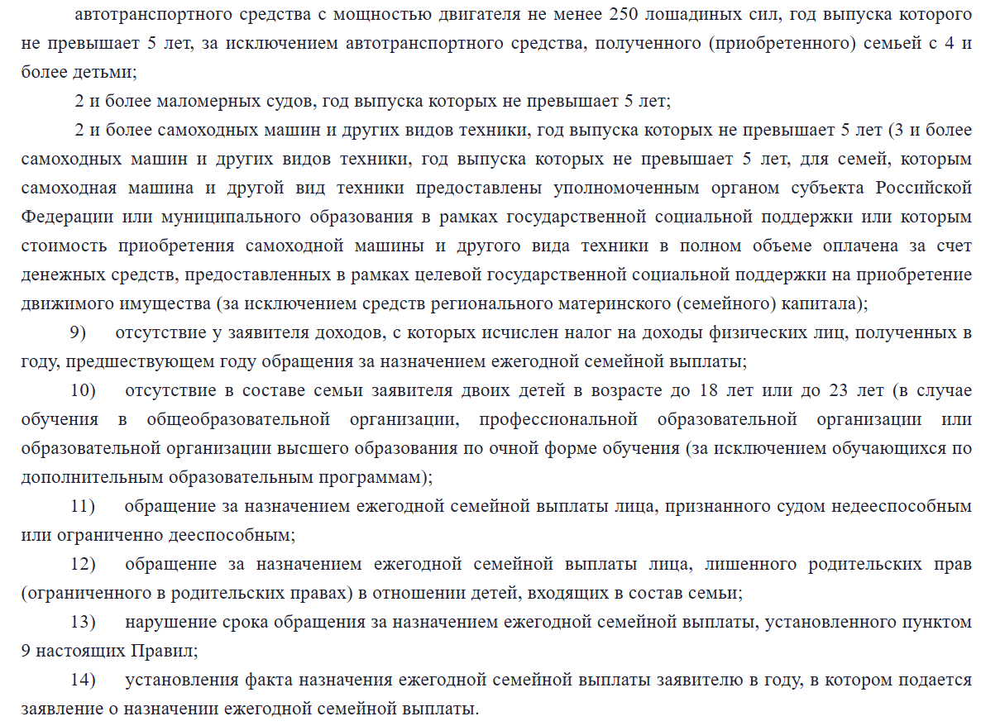 автотранспортного средства с мощностью двигателя не менее 250 лошадиных сил, год выпуска которого
не превышает 5 лет, за исключением автотранспортного средства, полученного (приобретенного) семьей с 4 и
более детьми;
2 и более маломерных судов, год выпуска которых не превышает 5 лет;
2 и более самоходных машин и других видов техники, год выпуска которых не превышает 5 лет (3 и более
самоходных машин и других видов техники, год выпуска которых не превышает 5 лет, для семей, которым
самоходная машина и другой вид техники предоставлены уполномоченным органом субъекта Российской
Федерации или муниципального образования в рамках государственной социальной поддержки или которым
стоимость приобретения самоходной машины и другого вида техники в полном объеме оплачена за счет
денежных средств, предоставленных в рамках целевой государственной социальной поддержки на приобретение
движимого имущества (за исключением средств регионального материнского (семейного) капитала);
9) отсутствие у заявителя доходов, с которых исчислен налог на доходы физических лиц, полученных в
году, предшествующем году обращения за назначением ежегодной семейной выплаты;
10) отсутствие в составе семьи заявителя двоих детей в возрасте до 18 лет или до 23 лет (в случае
обучения в общеобразовательной организации, профессиональной образовательной организации или
образовательной организации высшего образования по очной форме обучения (за исключением обучающихся по
дополнительным образовательным программам);
11) обращение за назначением ежегодной семейной выплаты лица, признанного судом недееспособным
или ограниченно дееспособным;
12) обращение за назначением ежегодной семейной выплаты лица, лишенного родительских прав
(ограниченного в родительских правах) в отношении детей, входящих в состав семьи;
13) нарушение срока обращения за назначением ежегодной семейной выплаты, установленного пунктом
9 настоящих Правил;
14) установления факта назначения ежегодной семейной выплаты заявителю в году, в котором подается
заявление о назначении ежегодной семейной выплаты.